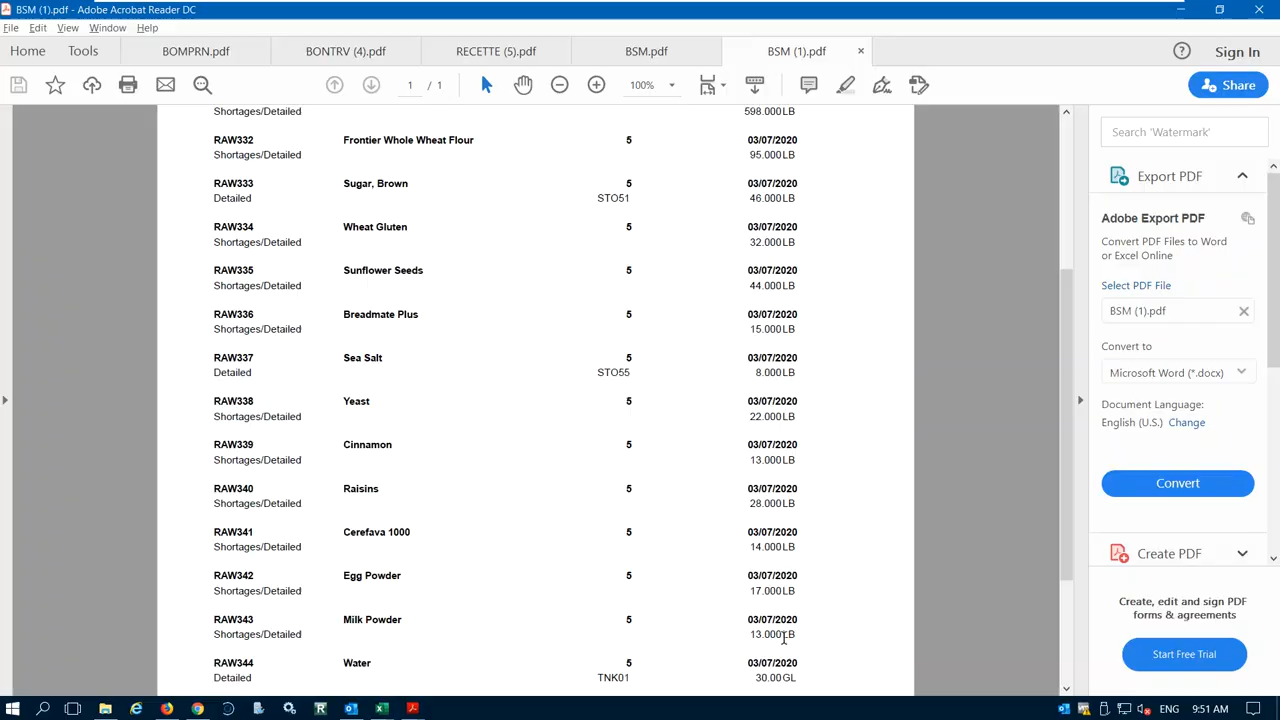 BSM (1).pdf - Adobe Acrobat Reader DC
File Edit View Window Help
Home Tools BOMPRN.pdf BONTRV (4).pdf RECETTE (5).pdf BSM.pdf BSM (1).pdf × ? Sign In
1 / 1 100% Share
Shortages/Detailed 598.000LB
RAW332 Frontier Whole Wheat Flour 5 03/07/2020
Shortages/Detailed 95.000LB
RAW333 Sugar, Brown 5 03/07/2020
Detailed STO51 46.000LB
RAW334 Wheat Gluten 5 03/07/2020
Shortages/Detailed 32.000LB
RAW335 Sunflower Seeds 5 03/07/2020
Shortages/Detailed 44.000LB
RAW336 Breadmate Plus 5 03/07/2020
Shortages/Detailed 15.000LB
RAW337 Sea Salt 5 03/07/2020
Detailed STO55 8.000LB
RAW338 Yeast 5 03/07/2020
Shortages/Detailed 22.000LB
RAW339 Cinnamon 5 03/07/2020
Shortages/Detailed 13.000LB
RAW340 Raisins 5 03/07/2020
Shortages/Detailed 28.000LB
RAW341 Cerefava 1000 5 03/07/2020
Shortages/Detailed 14.000LB
RAW342 Egg Powder 5 03/07/2020
Shortages/Detailed 17.000LB
RAW343 Milk Powder 5 03/07/2020
Shortages/Detailed 13.000LB
RAW344 Water 5 03/07/2020
Detailed TNK01 30.00GL
Search 'Watermark'
Export PDF
Adobe Export PDF
Convert PDF Files to Word
or Excel Online
Select PDF File
BSM (1).pdf
Convert to
Microsoft Word (*.docx)
Document Language:
English (U.S.) Change
Convert
Create PDF
Create, edit and sign PDF
forms & agreements
Start Free Trial
ENG 9:51 AM